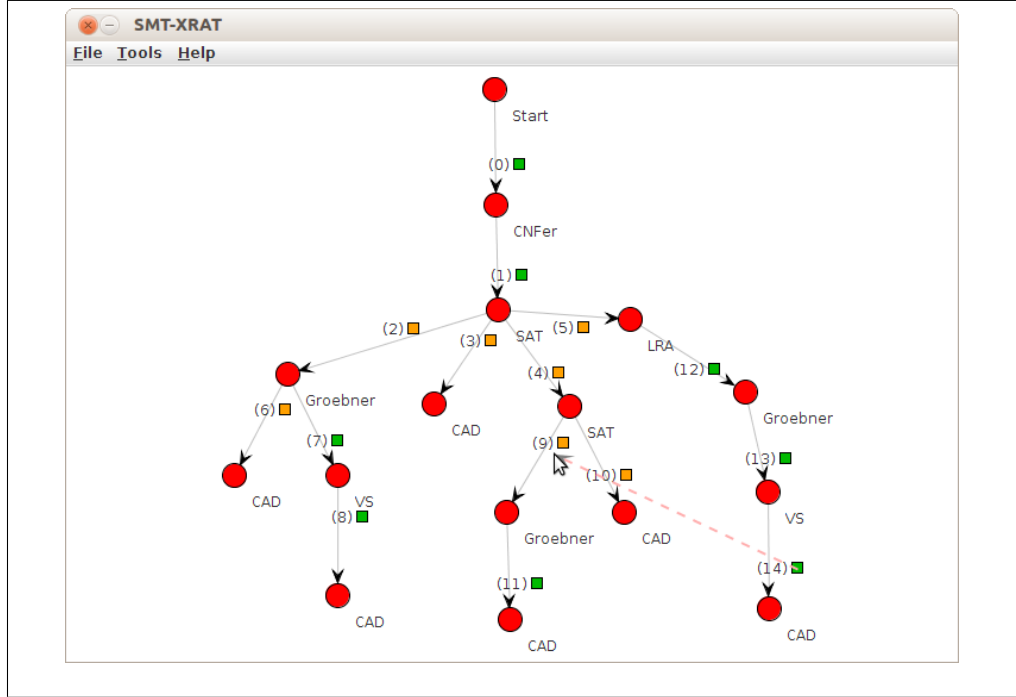 SMT-XRAT
File Tools Help
Start
(0)
CNFer
(1)
(2)
(3)
SAT
(5)
LRA
(4)
(12)
Groebner
(6)
CAD
SAT
Groebner
(7)
(9)
(13)
(10)
CAD
VS
(8)
VS
Groebner
CAD
(14)
(11)
CAD
CAD
CAD